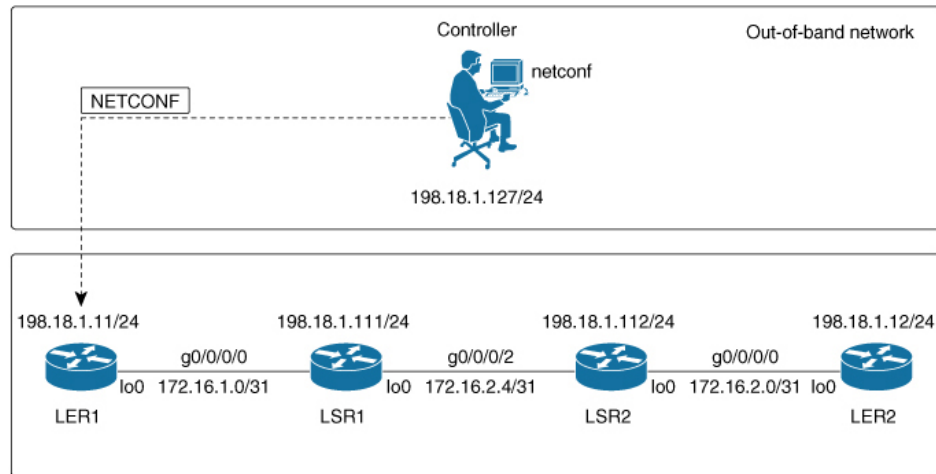 Controller
Out-of-band network
netconf
NETCONF
198.18.1.127/24
198.18.1.11/24
198.18.1.111/24
198.18.1.112/24
198.18.1.12/24
g0/0/0/0
g0/0/0/2
g0/0/0/0
lo0
172.16.1.0/31
lo0
172.16.2.4/31
lo0
172.16.2.0/31
lo0
LER1
LSR1
LSR2
LER2